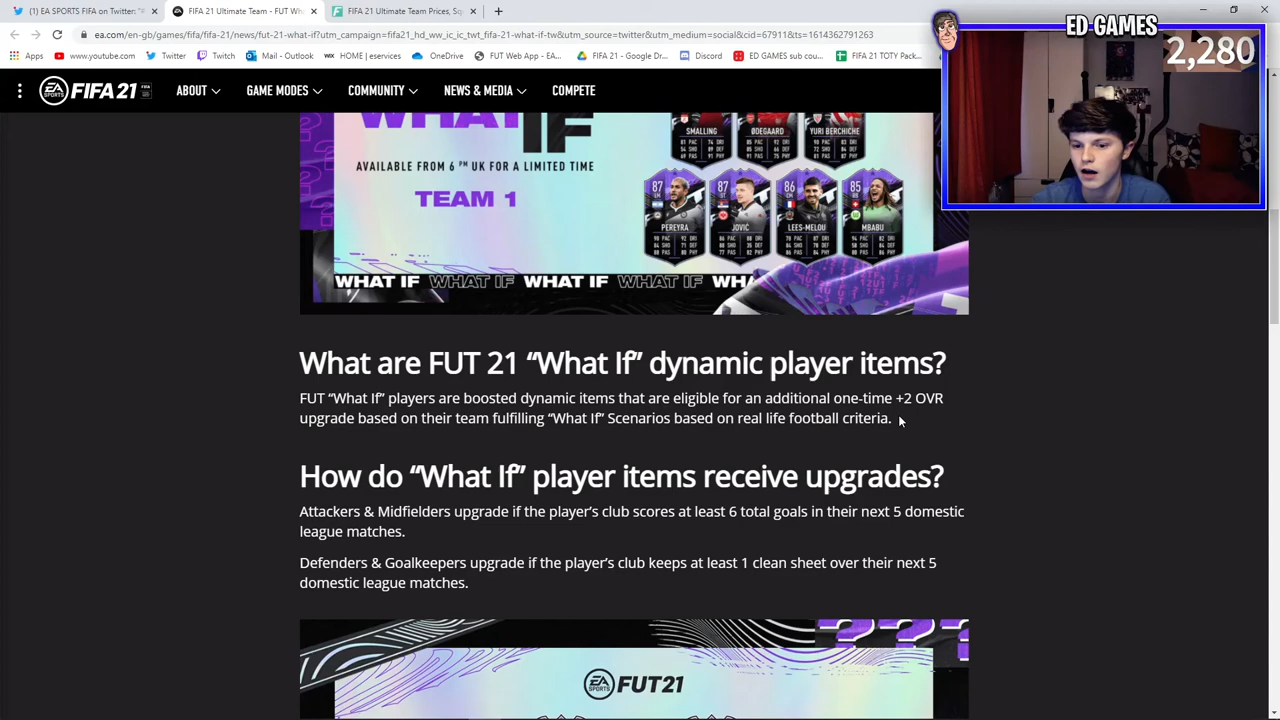 (1) EA SPORTS FIFA on Twitter: "
FIFA 21 Ultimate Team - FUT Wh
FIFA 21 Ultimate Team Prices, Sq
ea.com/en-gb/games/fifa/fifa-21/news/fut-21-what-if?utm_campaign=fifa21_hd_ww_ic_ic_twt_fifa-21-what-if-tw&utm_source=twitter&utm_medium=social&cid=67911&ts=1614362791263
Apps
www.youtube.com
Twitter
Mail - Outlook
HOME | eservices
OneDrive
FUT Web App - EA...
FIFA 21 - Google Dr...
Discord
ED GAMES sub cou...
FIFA 21 TOTY Pack...
ED GAMES
2,280
EA SPORTS FIFA 21
ABOUT
GAME MODES
COMMUNITY
NEWS & MEDIA
COMPETE
WHAT IF
AVAILABLE FROM 6 PM UK FOR A LIMITED TIME
TEAM 1
SMALLING
ØDEGAARD
YURI BERCHICHE
87
87
86
85
PEREYRA
JOVIĆ
LEES-MELOU
MBABU
WHAT IF WHAT IF WHAT IF WHAT IF
What are FUT 21 “What If” dynamic player items?
FUT “What If” players are boosted dynamic items that are eligible for an additional one-time +2 OVR
upgrade based on their team fulfilling “What If” Scenarios based on real life football criteria.
How do “What If” player items receive upgrades?
Attackers & Midfielders upgrade if the player’s club scores at least 6 total goals in their next 5 domestic
league matches.
Defenders & Goalkeepers upgrade if the player’s club keeps at least 1 clean sheet over their next 5
domestic league matches.
???
EA SPORTS FUT21